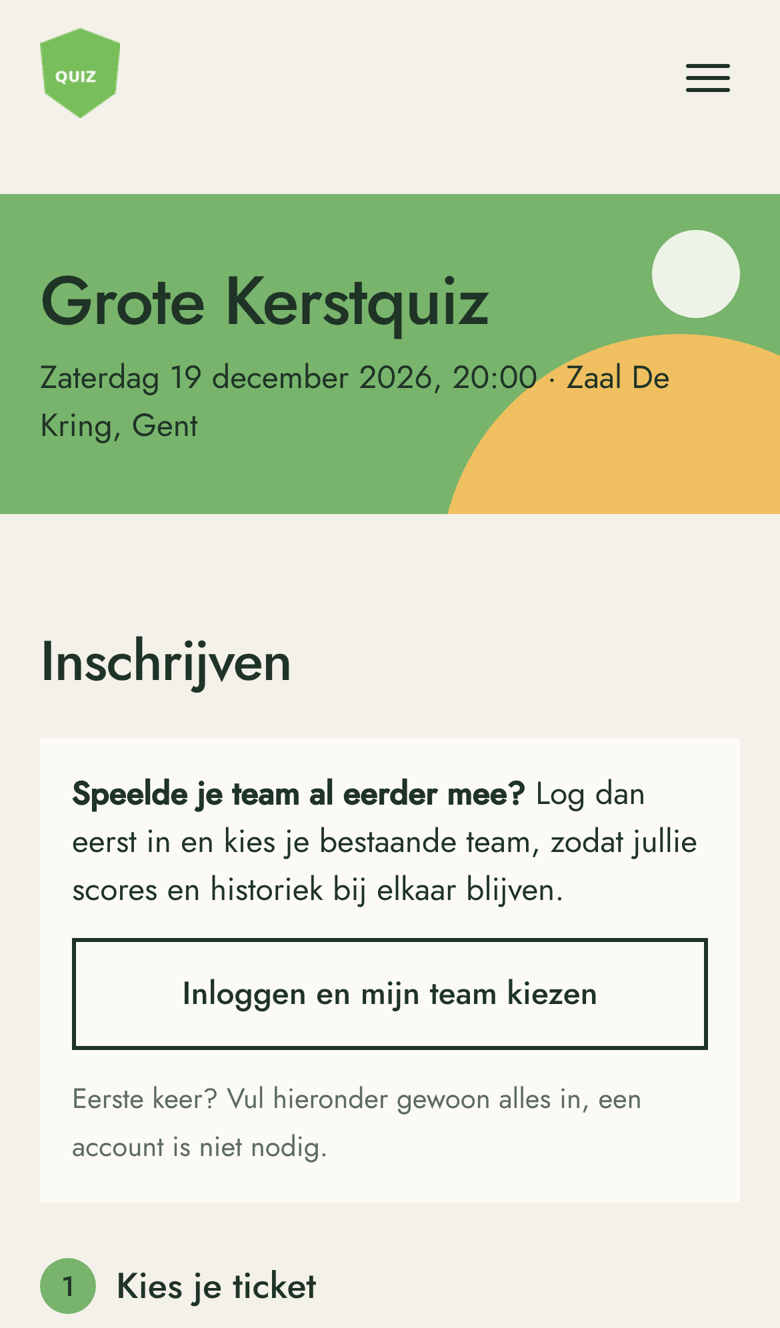 QUIZ
Grote Kerstquiz
Zaterdag 19 december 2026, 20:00 · Zaal De
Kring, Gent
Inschrijven
Speelde je team al eerder mee? Log dan
eerst in en kies je bestaande team, zodat jullie
scores en historiek bij elkaar blijven.
Inloggen en mijn team kiezen
Eerste keer? Vul hieronder gewoon alles in, een
account is niet nodig.
1 Kies je ticket